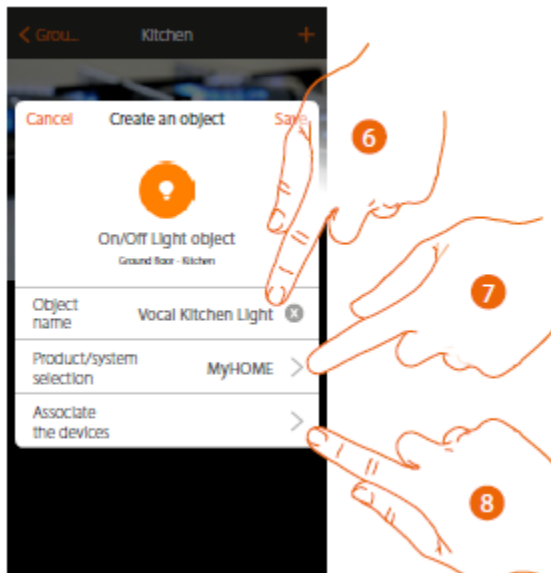 < Grou... Kitchen +
Cancel Create an object Save
On/Off Light object
Ground floor - Kitchen
Object
name
Vocal Kitchen Light
Product/system
selection
MyHOME
Associate
the devices
6
7
8